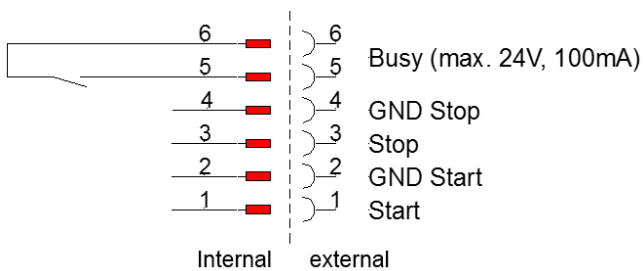 6 6
Busy (max. 24V, 100mA)
5 5
4 4 GND Stop
3 3 Stop
2 2 GND Start
1 1 Start
Internal external